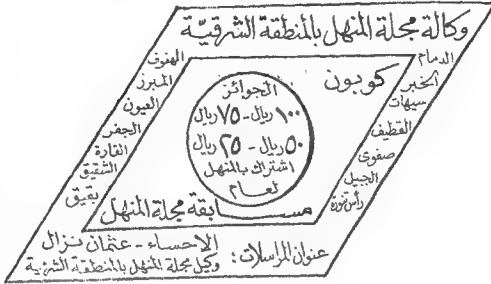 وكالة مجلة المنهل بالمنطقة الشرقية
الدمام
الخبر
سيهات
القطيف
صفوى
الجبيل
رأس تنورة
كوبون
الجوائز
١٠٠ ريال - ٧٥ ريال
٥٠ ريال - ٢٥ ريال
اشتراك بالمنهل
لعام
مسابقة مجلة المنهل
الهفوف
المبرز
العيون
الجفر
القارة
الشقيق
بقيق
عنوان المراسلات: الاحساء - عثمان نزال
وكيل مجلة المنهل بالمنطقة الشرقية